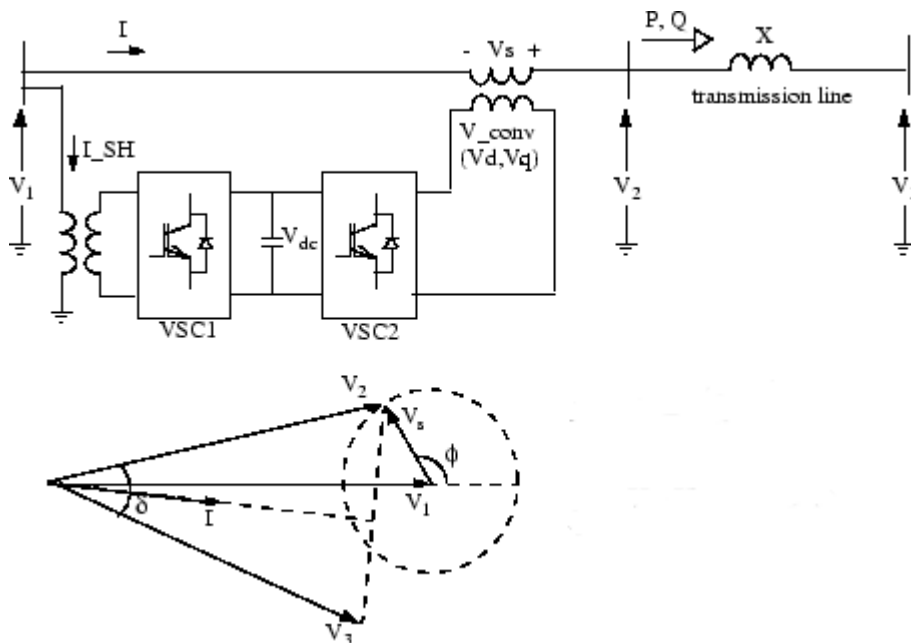 I
- Vs +
P, Q
X
transmission line
I_SH
V_conv
(Vd,Vq)
V1
V2
V
Vdc
VSC1
VSC2
V2
Vs
ϕ
V1
δ
I
V3